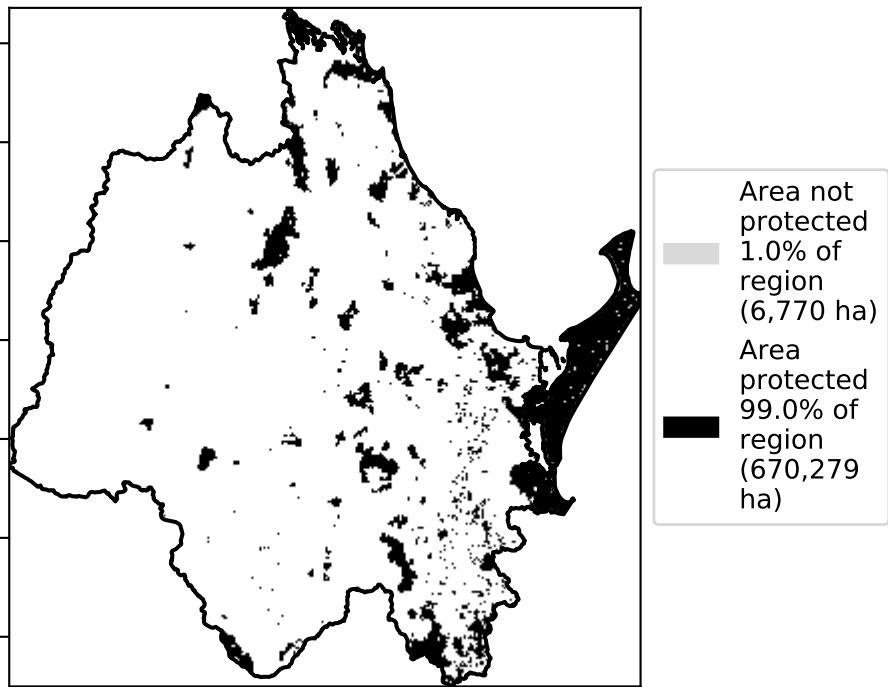 Area not
protected
1.0% of
region
(6,770 ha)
Area
protected
99.0% of
region
(670,279
ha)